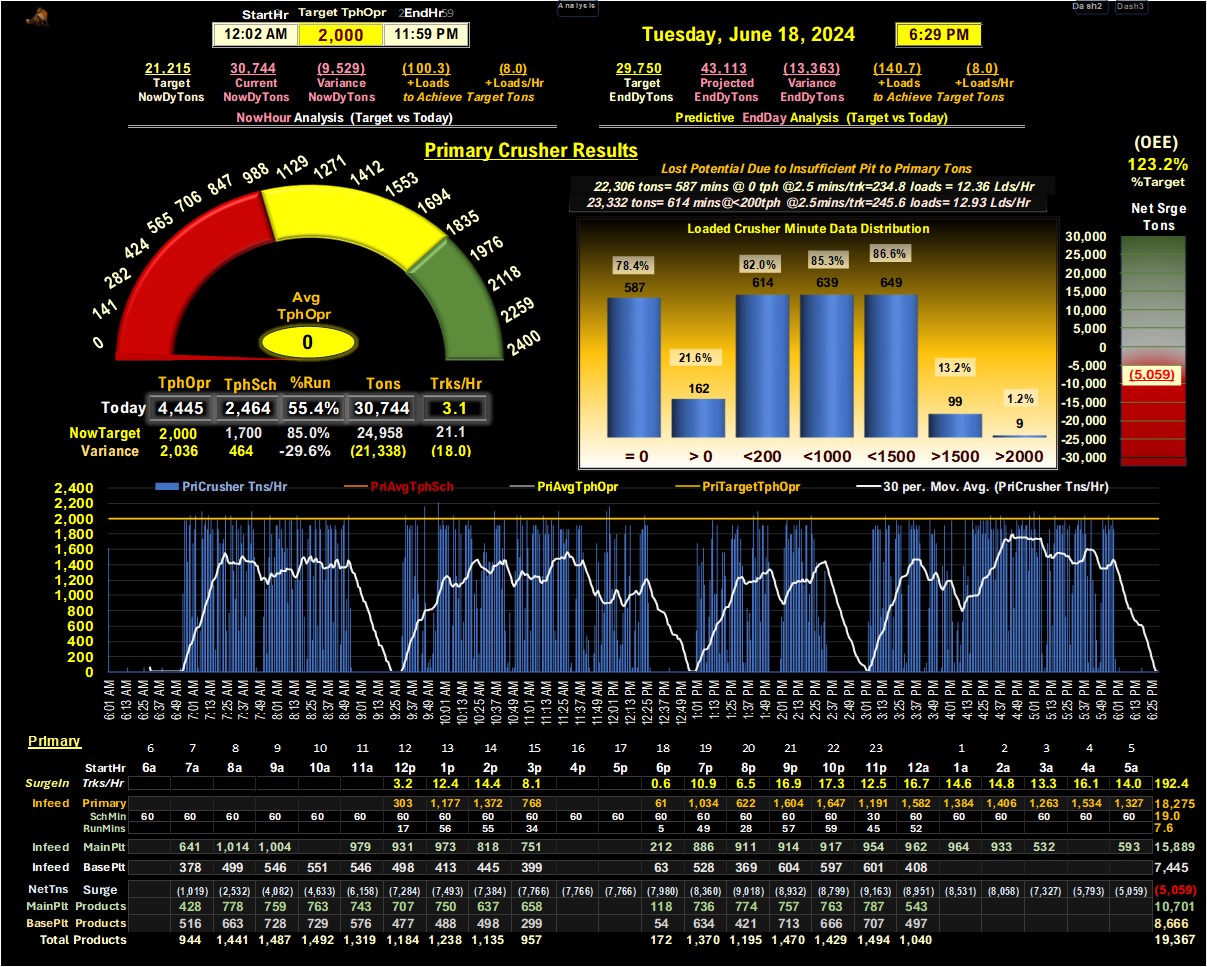 Analysis Dash2 Dash3
StartHr Target TphOpr EndHr
12:02 AM 2,000 11:59 PM
Tuesday, June 18, 2024 6:29 PM
21,215 30,744 (9,529) (100.3) (8.0)
Target Current Variance +Loads +Loads/Hr
NowDyTons NowDyTons NowDyTons to Achieve Target Tons
NowHour Analysis (Target vs Today)
29,750 43,113 (13,363) (140.7) (8.0)
Target Projected Variance +Loads +Loads/Hr
EndDyTons EndDyTons EndDyTons to Achieve Target Tons
Predictive EndDay Analysis (Target vs Today)
Primary Crusher Results
0 141 282 424 565 706 847 988 1129 1271 1412 1553 1694 1835 1976 2118 2259 2400
Avg
TphOpr
0
TphOpr TphSch %Run Tons Trks/Hr
Today 4,445 2,464 55.4% 30,744 3.1
NowTarget 2,000 1,700 85.0% 24,958 21.1
Variance 2,036 464 -29.6% (21,338) (18.0)
Lost Potential Due to Insufficient Pit to Primary Tons
22,306 tons= 587 mins @ 0 tph @2.5 mins/trk=234.8 loads = 12.36 Lds/Hr
23,332 tons= 614 mins@<200tph @2.5mins/trk=245.6 loads= 12.93 Lds/Hr
Loaded Crusher Minute Data Distribution
78.4% 21.6% 82.0% 85.3% 86.6% 13.2% 1.2%
587 162 614 639 649 99 9
= 0 > 0 <200 <1000 <1500 >1500 >2000
(OEE)
123.2%
%Target
Net Srge
Tons
30,000
25,000
20,000
15,000
10,000
5,000
0
-5,000
(5,059)
-10,000
-15,000
-20,000
-25,000
-30,000
PriCrusher Tns/Hr PriAvgTphSch PriAvgTphOpr PriTargetTphOpr 30 per. Mov. Avg. (PriCrusher Tns/Hr)
2,400
2,200
2,000
1,800
1,600
1,400
1,200
1,000
800
600
400
200
0
6:01 AM 6:13 AM 6:25 AM 6:37 AM 6:49 AM 7:01 AM 7:13 AM 7:25 AM 7:37 AM 7:49 AM 8:01 AM 8:13 AM 8:25 AM 8:37 AM 8:49 AM 9:01 AM 9:13 AM 9:25 AM 9:37 AM 9:49 AM 10:01 AM 10:13 AM 10:25 AM 10:37 AM 10:49 AM 11:01 AM 11:13 AM 11:25 AM 11:37 AM 11:49 AM 12:01 PM 12:13 PM 12:25 PM 12:37 PM 12:49 PM 1:01 PM 1:13 PM 1:25 PM 1:37 PM 1:49 PM 2:01 PM 2:13 PM 2:25 PM 2:37 PM 2:49 PM 3:01 PM 3:13 PM 3:25 PM 3:37 PM 3:49 PM 4:01 PM 4:13 PM 4:25 PM 4:37 PM 4:49 PM 5:01 PM 5:13 PM 5:25 PM 5:37 PM 5:49 PM 6:01 PM 6:13 PM 6:25 PM
Primary 6 7 8 9 10 11 12 13 14 15 16 17 18 19 20 21 22 23 1 2 3 4 5
StartHr 6a 7a 8a 9a 10a 11a 12p 1p 2p 3p 4p 5p 6p 7p 8p 9p 10p 11p 12a 1a 2a 3a 4a 5a
SurgeIn Trks/Hr 3.2 12.4 14.4 8.1 0.6 10.9 6.5 16.9 17.3 12.5 16.7 14.6 14.8 13.3 16.1 14.0 192.4
Infeed Primary 303 1,177 1,372 768 61 1,034 622 1,604 1,647 1,191 1,582 1,384 1,406 1,263 1,534 1,327 18,275
SchMin 60 60 60 60 60 60 60 60 60 60 60 60 60 60 60 60 60 30 60 60 60 60 60 60 19.0
RunMins 17 56 55 34 5 49 28 57 59 45 52 7.6
Infeed MainPlt 641 1,014 1,004 979 931 973 818 751 212 886 911 914 917 954 962 964 933 532 593 15,889
Infeed BasePlt 378 499 546 551 546 498 413 445 399 63 528 369 604 597 601 408 7,445
NetTns Surge (1,019) (2,532) (4,082) (4,633) (6,158) (7,284) (7,493) (7,384) (7,766) (7,766) (7,766) (7,980) (8,360) (9,018) (8,932) (8,799) (9,163) (8,951) (8,531) (8,058) (7,327) (5,793) (5,059) (5,059)
MainPlt Products 428 778 759 763 743 707 750 637 658 118 736 774 757 763 787 543 10,701
BasePlt Products 516 663 728 729 576 477 488 498 299 54 634 421 713 666 707 497 8,666
Total Products 944 1,441 1,487 1,492 1,319 1,184 1,238 1,135 957 172 1,370 1,195 1,470 1,429 1,494 1,040 19,367